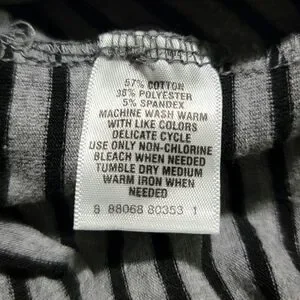 57% COTTON
38% POLYESTER
5% SPANDEX
MACHINE WASH WARM
WITH LIKE COLORS
DELICATE CYCLE
USE ONLY NON-CHLORINE
BLEACH WHEN NEEDED
TUMBLE DRY MEDIUM
WARM IRON WHEN
NEEDED
8 88068 80353 1